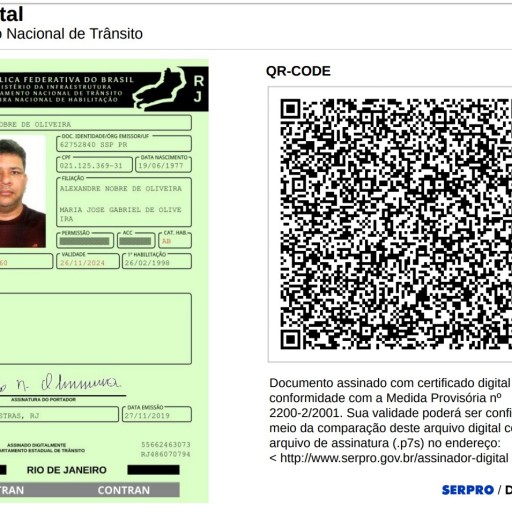 tal
o Nacional de Trânsito
LICA FEDERATIVA DO BRASIL
ISTÉRIO DA INFRAESTRUTURA
AMENTO NACIONAL DE TRÂNSITO
RA NACIONAL DE HABILITAÇÃO
RJ
OBRE DE OLIVEIRA
DOC. IDENTIDADE/ÓRG EMISSOR/UF
62752840 SSP PR
CPF
DATA NASCIMENTO
021.125.369-31
19/06/1977
FILIAÇÃO
ALEXANDRE NOBRE DE OLIVEIRA
MARIA JOSE GABRIEL DE OLIVE
IRA
PERMISSÃO
ACC
CAT. HAB.
AB
VALIDADE
1ª HABILITAÇÃO
26/11/2024
26/02/1998
ASSINATURA DO PORTADOR
DATA EMISSÃO
STRAS, RJ
27/11/2019
ASSINADO DIGITALMENTE
ARTAMENTO ESTADUAL DE TRÂNSITO
55662463073
RJ486070794
RIO DE JANEIRO
TRAN
CONTRAN
QR-CODE
Documento assinado com certificado digital
conformidade com a Medida Provisória nº
2200-2/2001. Sua validade poderá ser confi
meio da comparação deste arquivo digital c
arquivo de assinatura (.p7s) no endereço:
< http://www.serpro.gov.br/assinador-digital
SERPRO / D